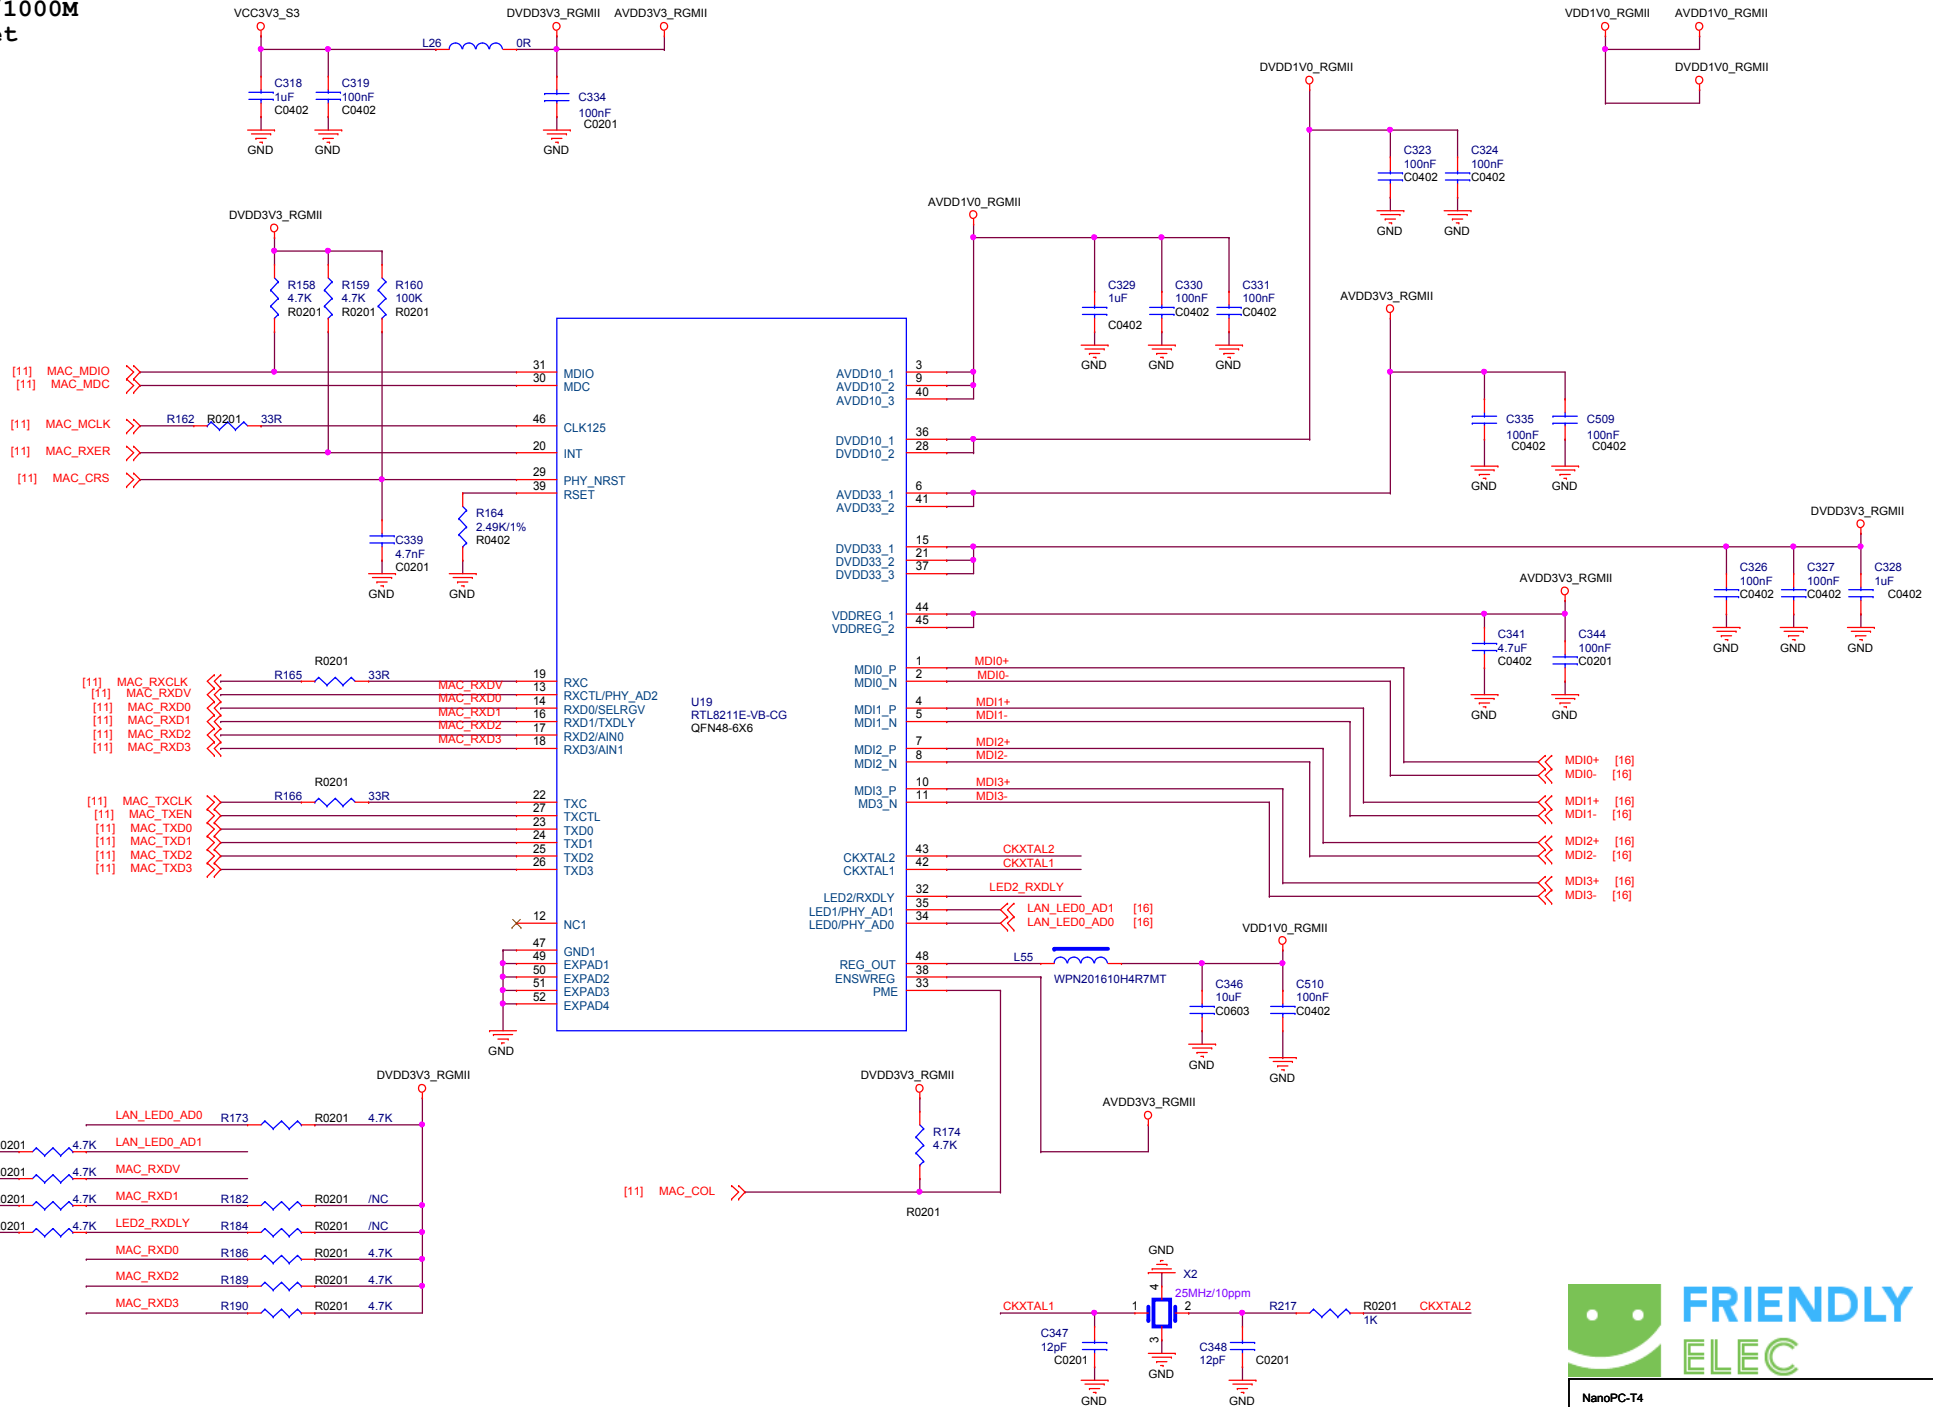 1000M
et
VCC3V3_S3
DVDD3V3_RGMII AVDD3V3_RGMII
VDD1V0_RGMII AVDD1V0_RGMII
L26 0R
DVDD1V0_RGMII
DVDD1V0_RGMII
C318
1uF
C0402
C319
100nF
C0402
C334
100nF
C0201
GND GND GND
C323
100nF
C0402
C324
100nF
C0402
GND GND
DVDD3V3_RGMII
AVDD1V0_RGMII
R158
4.7K
R0201
R159
4.7K
R0201
R160
100K
R0201
C329
1uF
C0402
C330
100nF
C0402
C331
100nF
C0402
GND GND GND
AVDD3V3_RGMII
C335
100nF
C0402
C509
100nF
C0402
GND GND
[11] MAC_MDIO 31 MDIO
[11] MAC_MDC 30 MDC
[11] MAC_MCLK R162 R0201 33R 46 CLK125
[11] MAC_RXER 20 INT
[11] MAC_CRS 29 PHY_NRST
39 RSET
R164
2.49K/1%
R0402
C339
4.7nF
C0201
GND GND
AVDD10_1 3
AVDD10_2 9
AVDD10_3 40
DVDD10_1 36
DVDD10_2 28
AVDD33_1 6
AVDD33_2 41
DVDD33_1 15
DVDD33_2 21
DVDD33_3 37
VDDREG_1 44
VDDREG_2 45
DVDD3V3_RGMII
C326
100nF
C0402
C327
100nF
C0402
C328
1uF
C0402
GND GND GND
AVDD3V3_RGMII
C341
4.7uF
C0402
C344
100nF
C0201
GND GND
R0201
[11] MAC_RXCLK R165 33R 19 RXC
[11] MAC_RXDV MAC_RXDV 13 RXCTL/PHY_AD2
[11] MAC_RXD0 MAC_RXD0 14 RXD0/SELRGV
[11] MAC_RXD1 MAC_RXD1 16 RXD1/TXDLY
[11] MAC_RXD2 MAC_RXD2 17 RXD2/AIN0
[11] MAC_RXD3 MAC_RXD3 18 RXD3/AIN1
U19
RTL8211E-VB-CG
QFN48-6X6
R0201
[11] MAC_TXCLK R166 33R 22 TXC
[11] MAC_TXEN 27 TXCTL
[11] MAC_TXD0 23 TXD0
[11] MAC_TXD1 24 TXD1
[11] MAC_TXD2 25 TXD2
[11] MAC_TXD3 26 TXD3
MDI0_P 1 MDI0+
MDI0_N 2 MDI0-
MDI1_P 4 MDI1+
MDI1_N 5 MDI1-
MDI2_P 7 MDI2+
MDI2_N 8 MDI2-
MDI3_P 10 MDI3+
MD3_N 11 MDI3-
MDI0+ [16]
MDI0- [16]
MDI1+ [16]
MDI1- [16]
MDI2+ [16]
MDI2- [16]
MDI3+ [16]
MDI3- [16]
CKXTAL2 43 CKXTAL2
CKXTAL1 42 CKXTAL1
LED2/RXDLY 32 LED2_RXDLY
LED1/PHY_AD1 35 LAN_LED0_AD1 [16]
LED0/PHY_AD0 34 LAN_LED0_AD0 [16]
12 NC1
47 GND1
49 EXPAD1
50 EXPAD2
51 EXPAD3
52 EXPAD4
GND
REG_OUT 48 L55
ENSWREG 38
PME 33
WPN201610H4R7MT
VDD1V0_RGMII
C346
10uF
C0603
C510
100nF
C0402
GND GND
DVDD3V3_RGMII
DVDD3V3_RGMII
AVDD3V3_RGMII
LAN_LED0_AD0 R173 R0201 4.7K
0201 4.7K LAN_LED0_AD1
0201 4.7K MAC_RXDV
0201 4.7K MAC_RXD1 R182 R0201 /NC
0201 4.7K LED2_RXDLY R184 R0201 /NC
MAC_RXD0 R186 R0201 4.7K
MAC_RXD2 R189 R0201 4.7K
MAC_RXD3 R190 R0201 4.7K
R174
4.7K
[11] MAC_COL
R0201
GND
X2
4
25MHz/10ppm
CKXTAL1 1 2 R217 R0201 CKXTAL2
1K
3
C347
12pF
C0201
C348
12pF
C0201
GND
GND GND
FRIENDLY
ELEC
NanoPC-T4